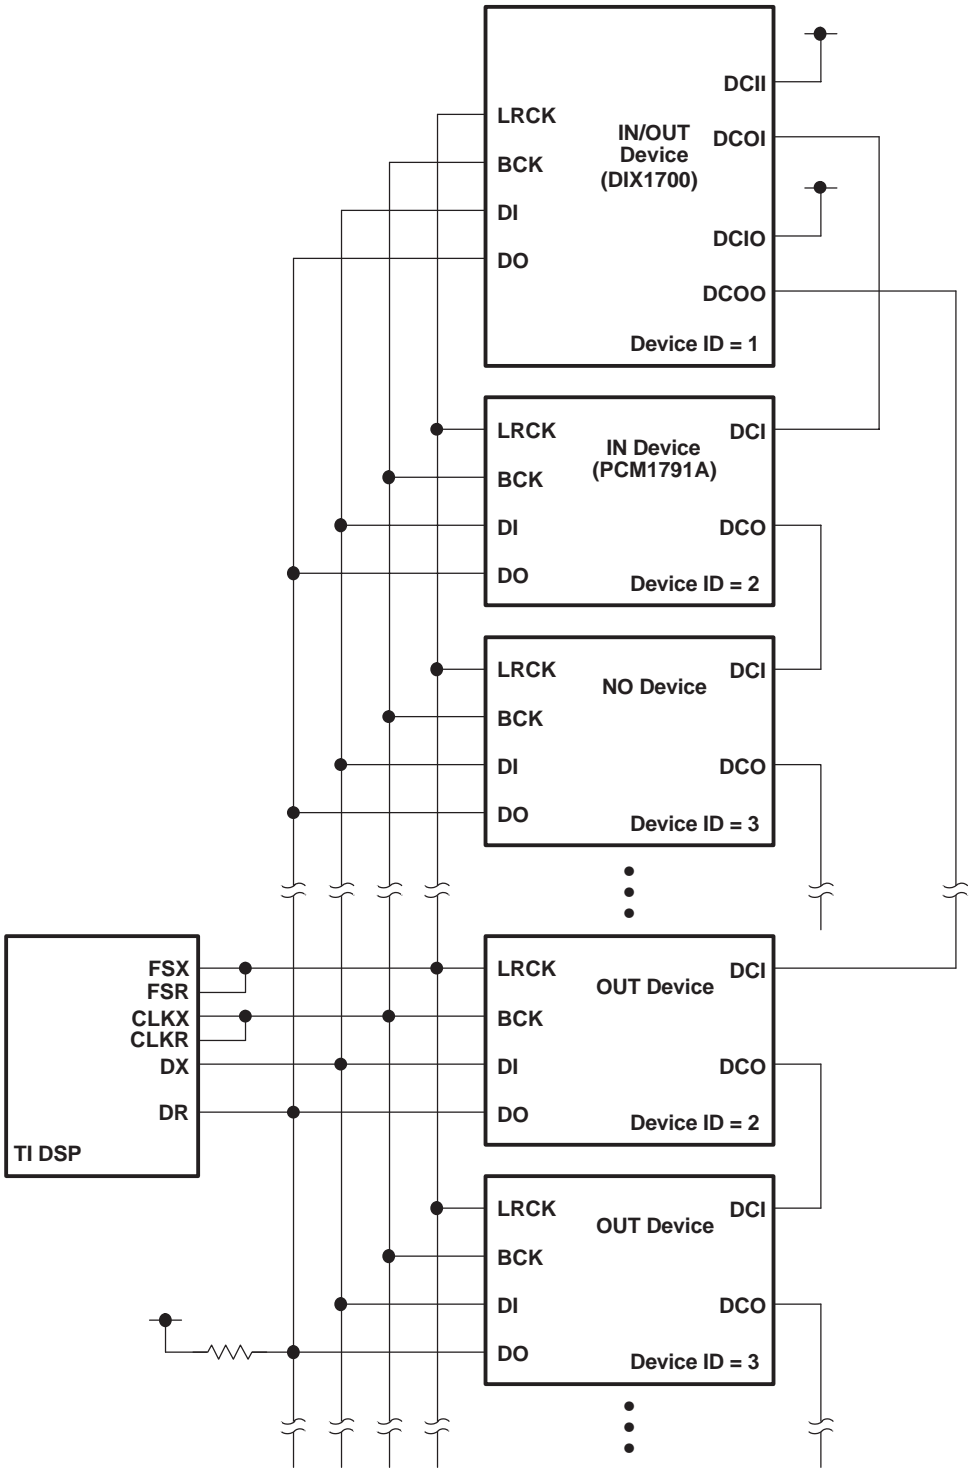 DCII
LRCK
IN/OUT
Device
(DIX1700)
DCOI
BCK
DI
DCIO
DO
DCOO
Device ID = 1
LRCK
DCI
IN Device
(PCM1791A)
BCK
DI
DCO
DO
Device ID = 2
LRCK
DCI
NO Device
BCK
DI
DCO
DO
Device ID = 3
FSX
FSR
CLKX
CLKR
DX
DR
TI DSP
LRCK
DCI
OUT Device
BCK
DI
DCO
DO
Device ID = 2
LRCK
DCI
OUT Device
BCK
DI
DCO
DO
Device ID = 3